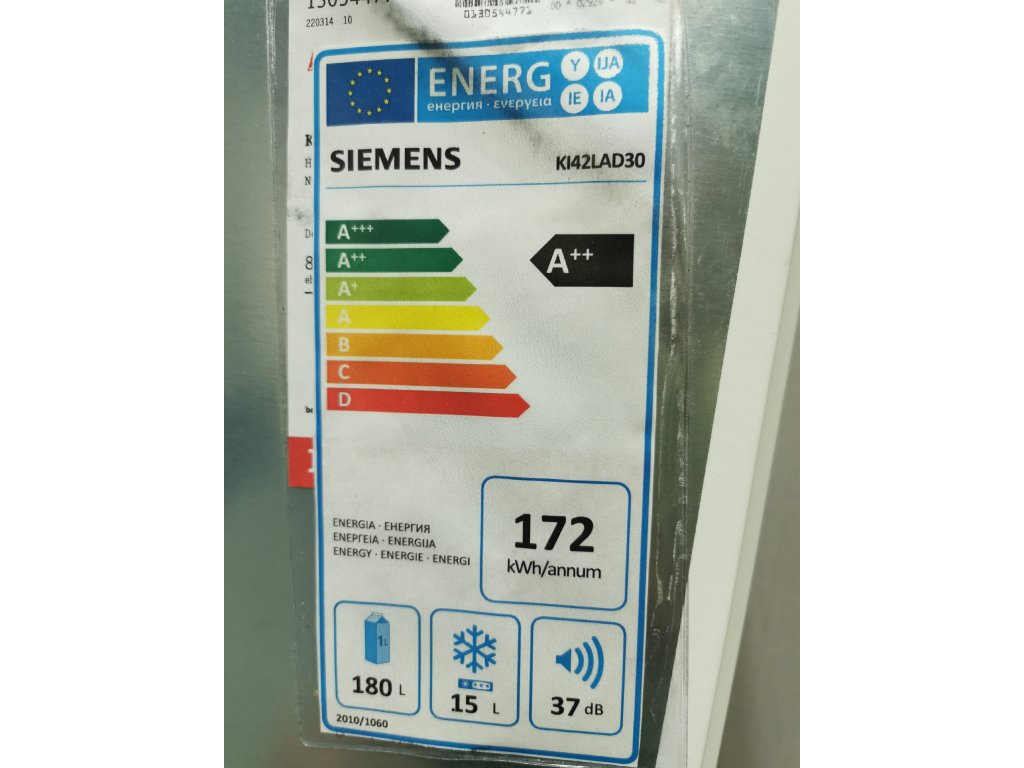 220314 10
0130544771
ENERG
енергия · ενεργεια
Y
IJA
IE
IA
SIEMENS
KI42LAD30
A+++
A++
A+
A
B
C
D
A++
ENERGIA · ЕНЕРГИЯ
ΕΝΕΡΓΕΙΑ · ENERGIJA
ENERGY · ENERGIE · ENERGI
172
kWh/annum
1L
180 L
15 L
37 dB
2010/1060